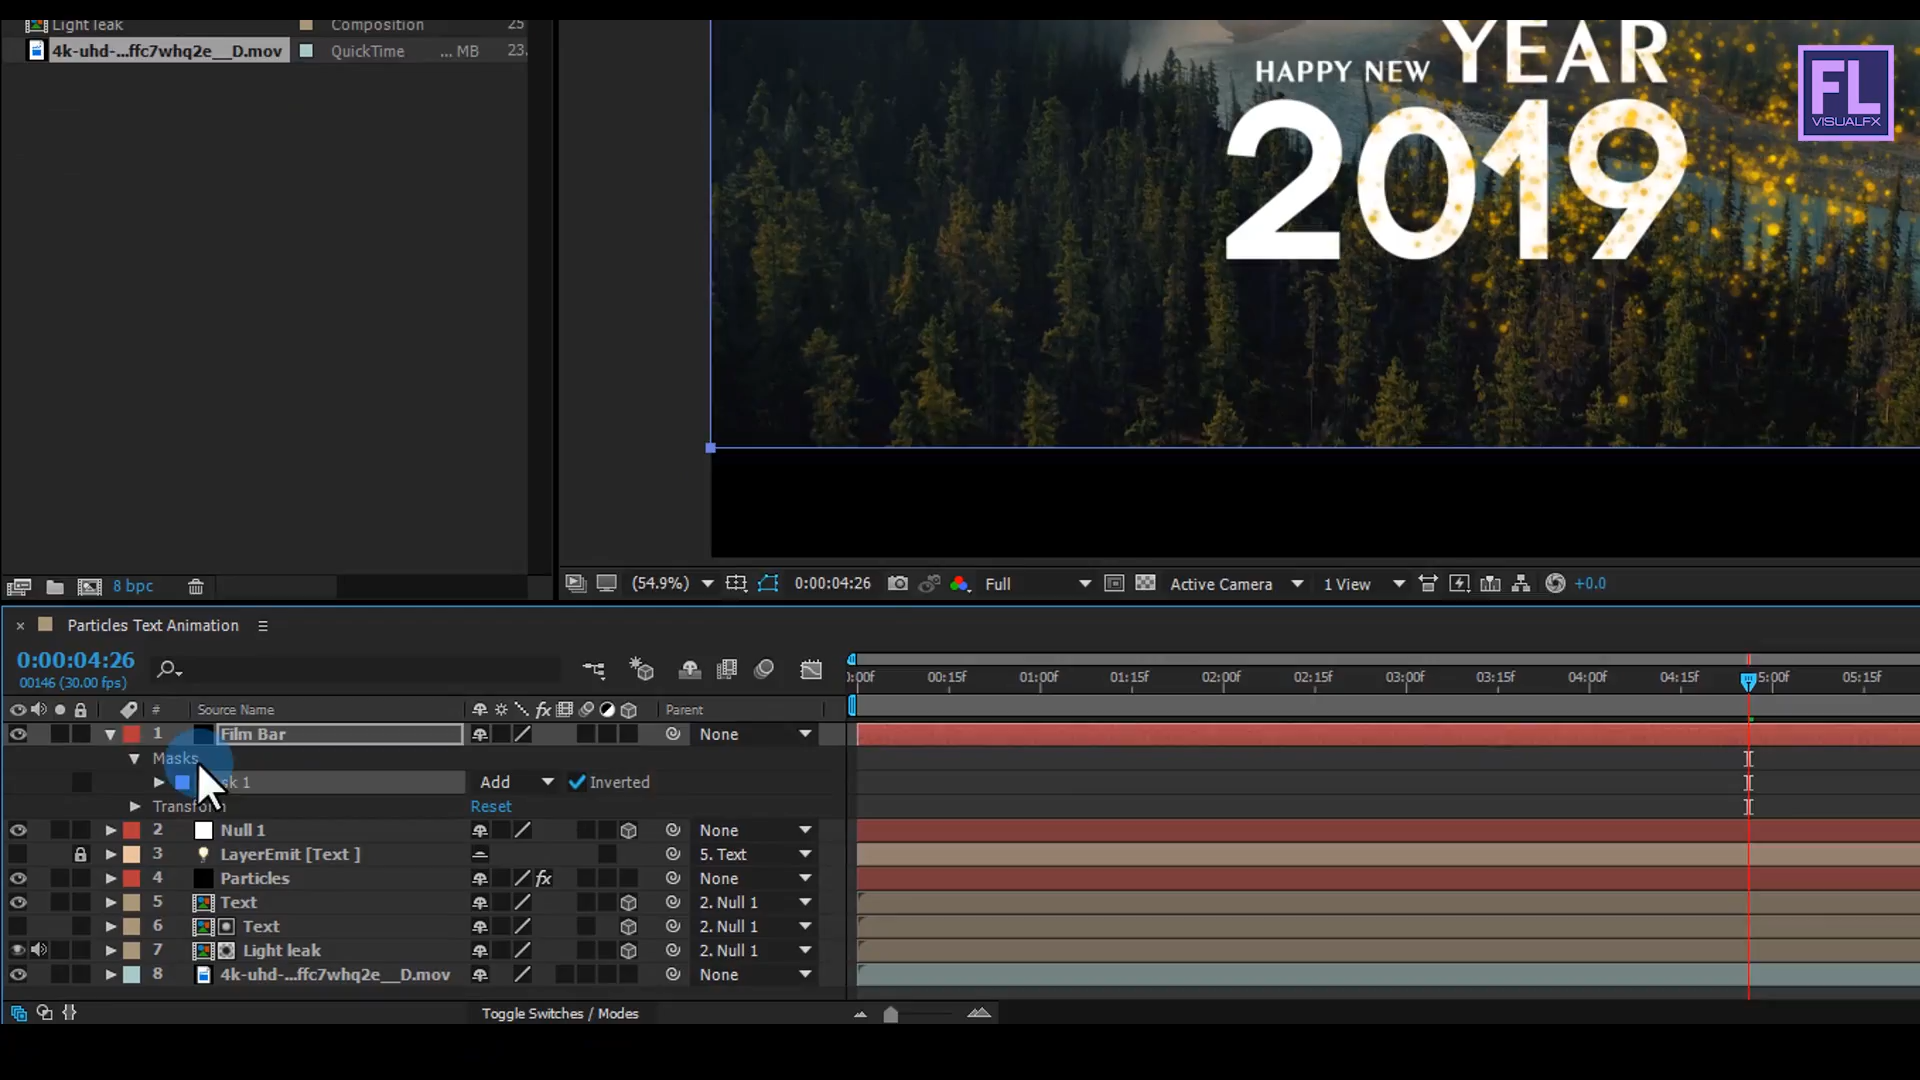 Light leak Composition 25
4k-uhd-...ffc7whq2e__D.mov QuickTime ... MB 23.
YEAR
HAPPY NEW
2019
FL
VISUALFX
8 bpc (54.9%) 0:00:04:26 Full Active Camera 1 View +0.0
× Particles Text Animation
0:00:04:26
00146 (30.00 fps)
:00f 00:15f 01:00f 01:15f 02:00f 02:15f 03:00f 03:15f 04:00f 04:15f 5:00f 05:15f
# Source Name fx Parent
1 Film Bar None
Masks
sk 1 Add Inverted
Transform Reset
2 Null 1 None
3 LayerEmit [Text ] 5. Text
4 Particles fx None
5 Text 2. Null 1
6 Text 2. Null 1
7 Light leak 2. Null 1
8 4k-uhd-...ffc7whq2e__D.mov None
Toggle Switches / Modes